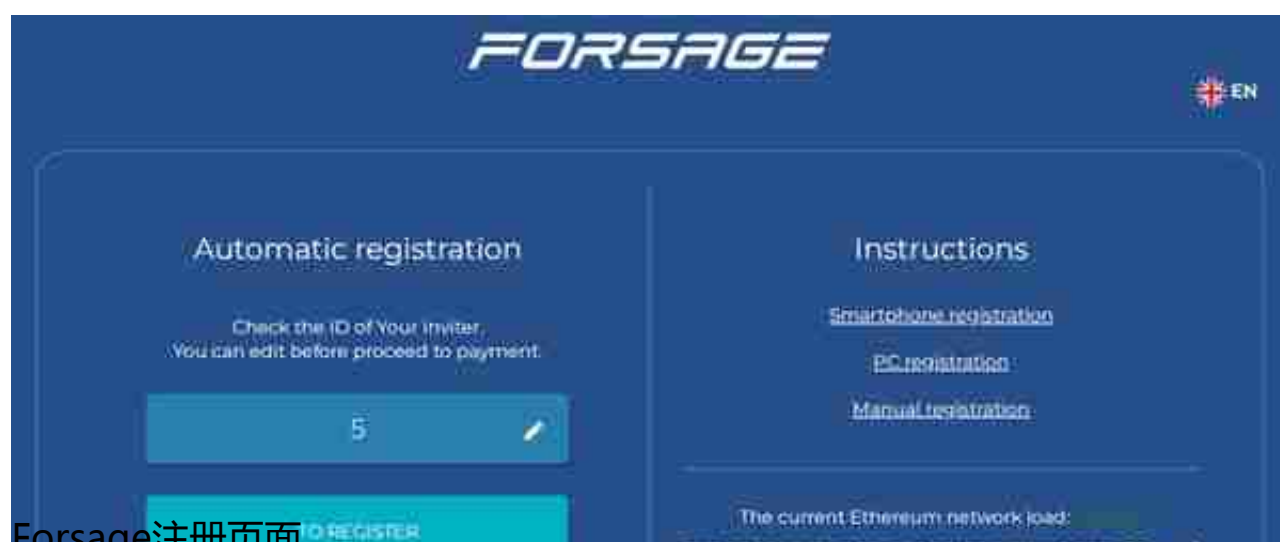 FORSAGE
EN
Automatic registration
Check the ID of Your Inviter.
You can edit before proceed to payment.
5
TO REGISTER
Instructions
Smartphone registration
PC registration
Manual registration
The current Ethereum network load:
Forsage注册页面